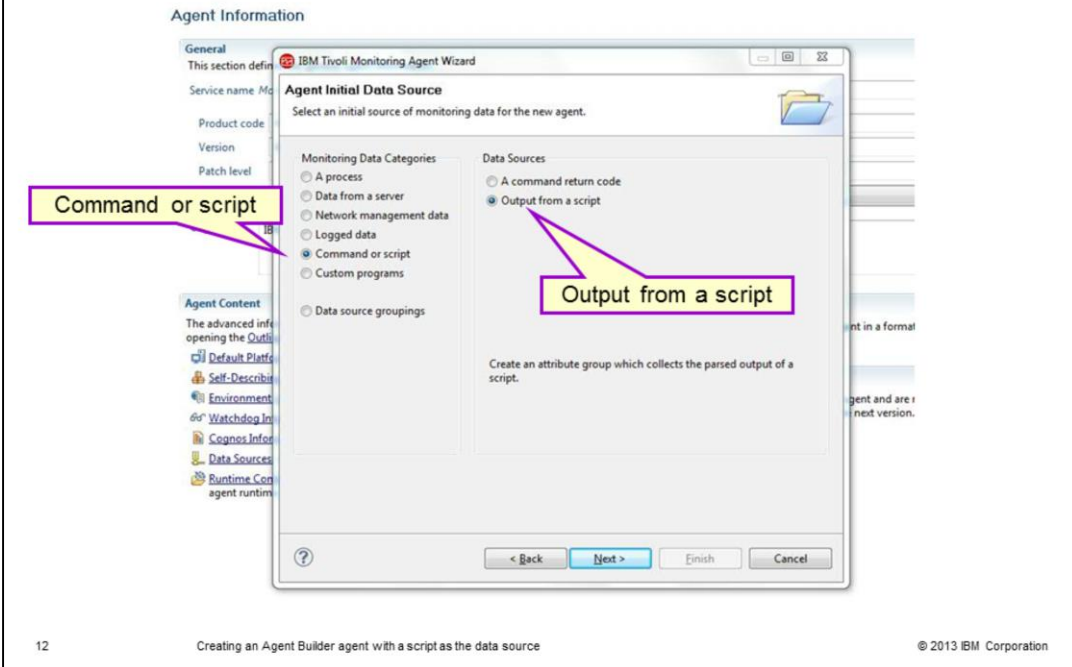 Agent Information
General
This section defin
Service name Mo
Product code
Version
Patch level
IBM Tivoli Monitoring Agent Wizard
Agent Initial Data Source
Select an initial source of monitoring data for the new agent.
Monitoring Data Categories
A process
Data from a server
Network management data
Logged data
Command or script
Custom programs
Data source groupings
Data Sources
A command return code
Output from a script
Command or script
Output from a script
Create an attribute group which collects the parsed output of a
script.
Agent Content
The advanced info
opening the Outli
Default Platfo
Self-Describin
Environment
Watchdog In
Cognos Infor
Data Sources
Runtime Con
agent runtim
nt in a format
gent and are r
next version.
< Back
Next >
Finish
Cancel
12
Creating an Agent Builder agent with a script as the data source
© 2013 IBM Corporation